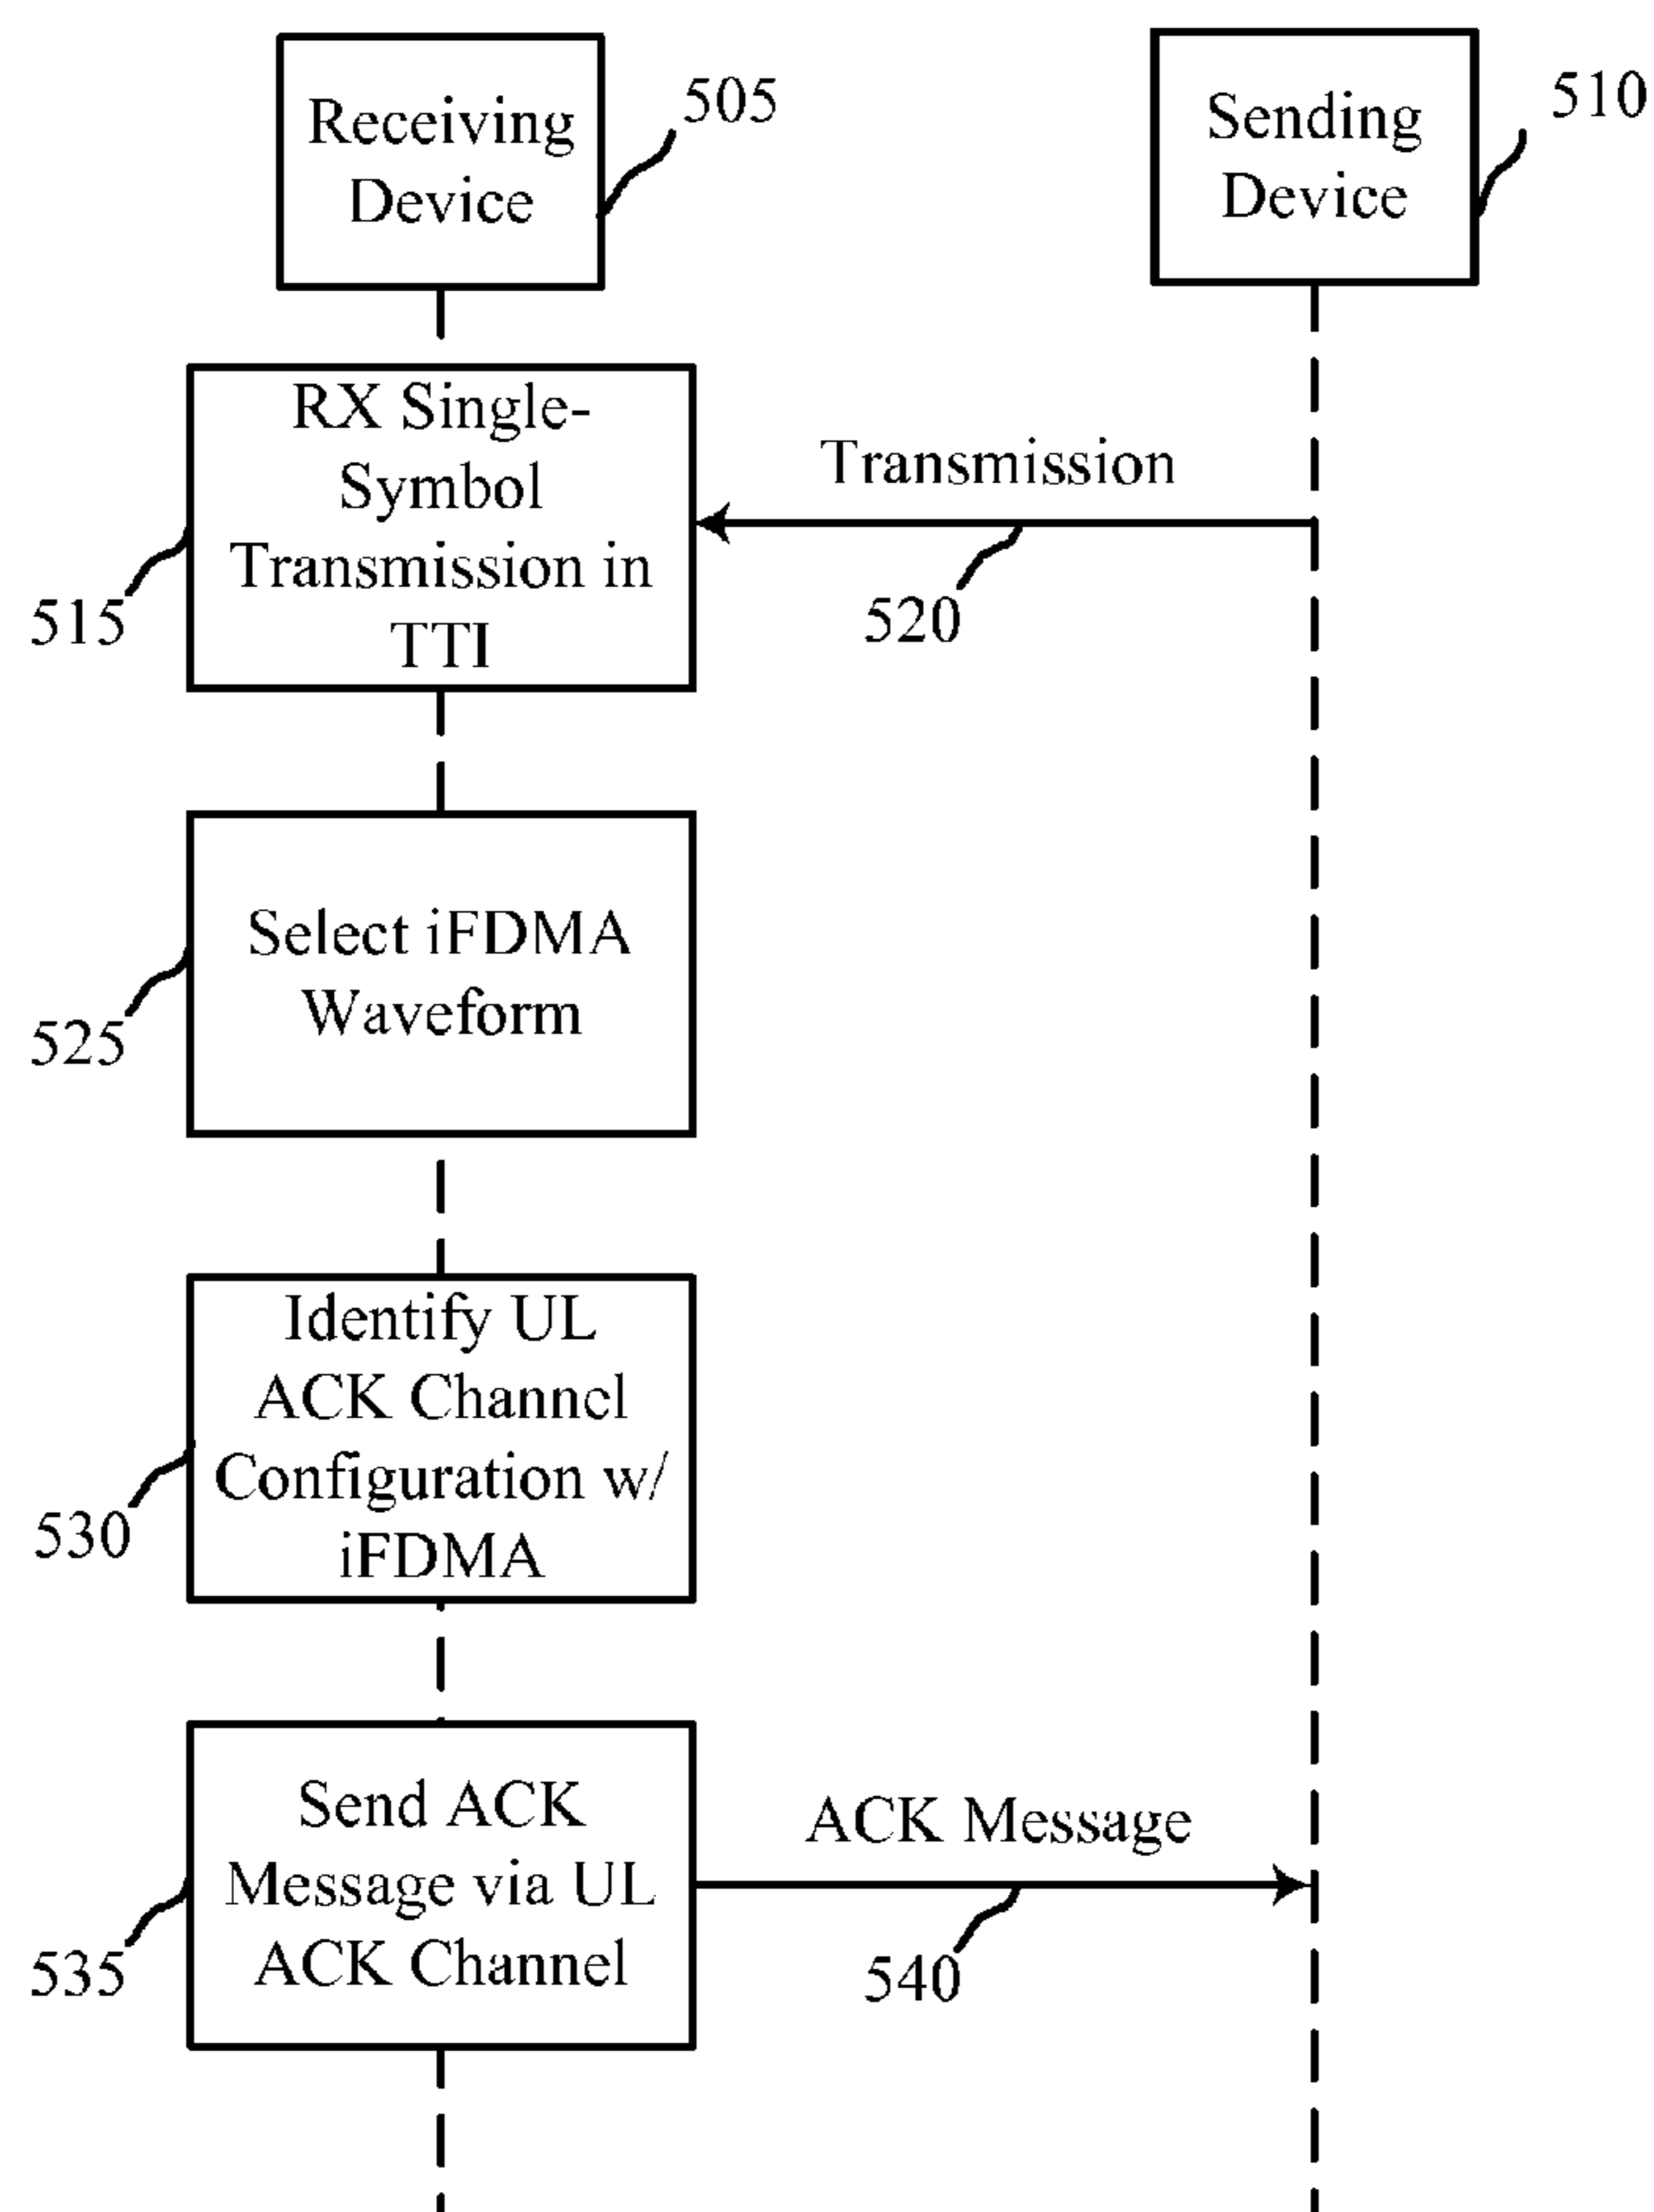 Receiving
Device
505
Sending
Device
510
RX Single-
Symbol
Transmission in
TTI
515
Transmission
520
Select iFDMA
Waveform
525
Identify UL
ACK Channel
Configuration w/
iFDMA
530
Send ACK
Message via UL
ACK Channel
535
ACK Message
540